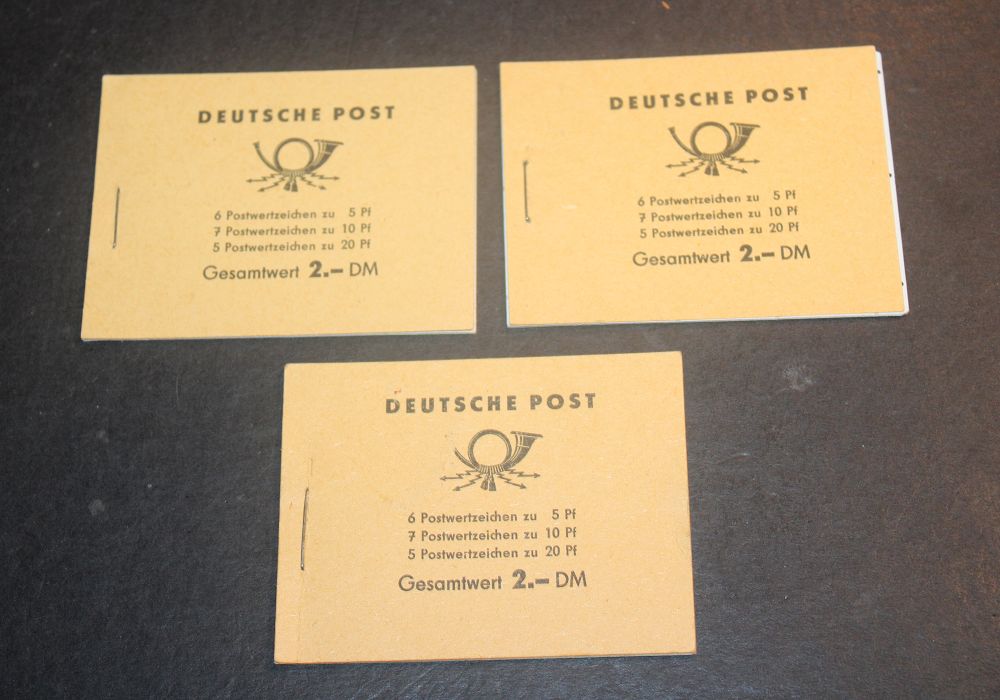 DEUTSCHE POST
6 Postwertzeichen zu 5 Pf
7 Postwertzeichen zu 10 Pf
5 Postwertzeichen zu 20 Pf
Gesamtwert 2.– DM
DEUTSCHE POST
6 Postwertzeichen zu 5 Pf
7 Postwertzeichen zu 10 Pf
5 Postwertzeichen zu 20 Pf
Gesamtwert 2.– DM
DEUTSCHE POST
6 Postwertzeichen zu 5 Pf
7 Postwertzeichen zu 10 Pf
5 Postwertzeichen zu 20 Pf
Gesamtwert 2.– DM